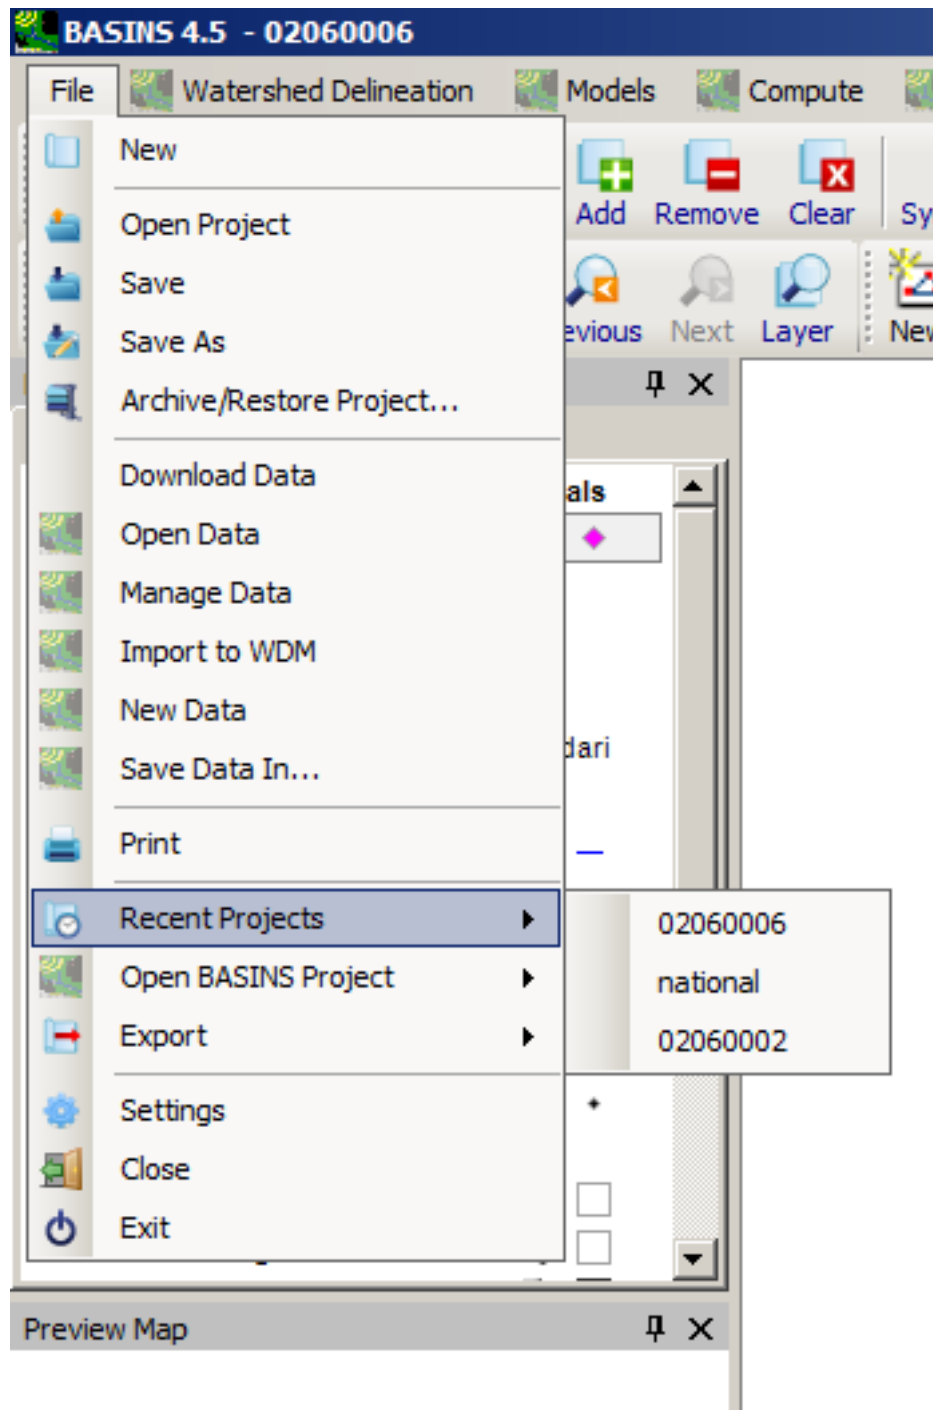 BASINS 4.5 - 02060006
File Watershed Delineation Models Compute
New
Add Remove Clear
Open Project
Save
evious Next Layer
Save As
Archive/Restore Project...
Download Data
als
Open Data
Manage Data
Import to WDM
New Data
dari
Save Data In...
Print
Recent Projects
02060006
Open BASINS Project
national
Export
02060002
Settings
Close
Exit
Preview Map